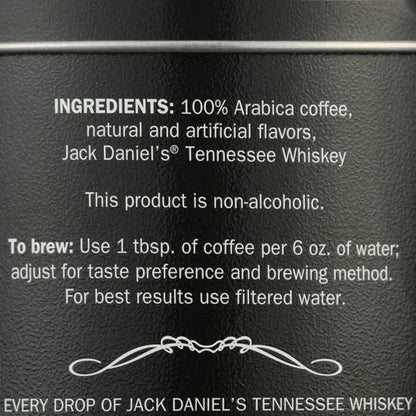 INGREDIENTS: 100% Arabica coffee,
natural and artificial flavors,
Jack Daniel's® Tennessee Whiskey
This product is non-alcoholic.
To brew: Use 1 tbsp. of coffee per 6 oz. of water;
adjust for taste preference and brewing method.
For best results use filtered water.
EVERY DROP OF JACK DANIEL'S TENNESSEE WHISKEY